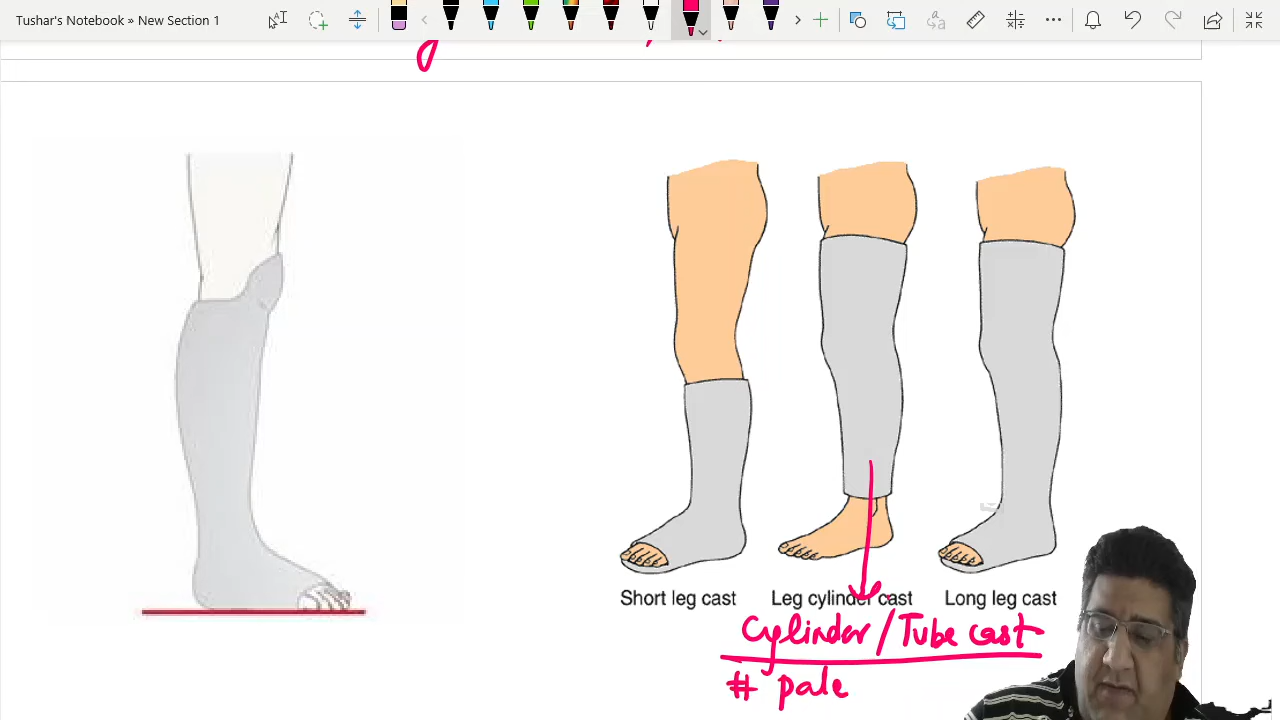 Tushar's Notebook » New Section 1
Short leg cast
Leg cylinder cast
Long leg cast
Cylinder/Tube cast
# pale